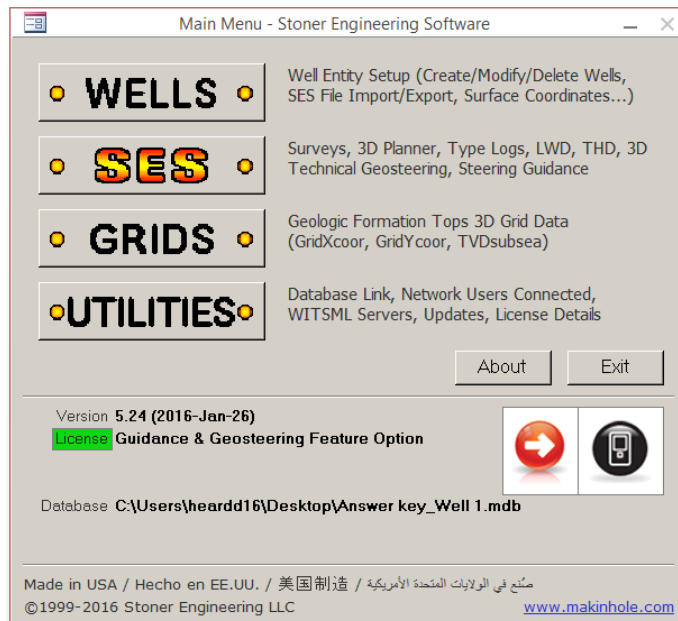 Main Menu - Stoner Engineering Software
WELLS
Well Entity Setup (Create/Modify/Delete Wells,
SES File Import/Export, Surface Coordinates...)
SES
Surveys, 3D Planner, Type Logs, LWD, THD, 3D
Technical Geosteering, Steering Guidance
GRIDS
Geologic Formation Tops 3D Grid Data
(GridXcoor, GridYcoor, TVDsubsea)
UTILITIES
Database Link, Network Users Connected,
WITSML Servers, Updates, License Details
About Exit
Version 5.24 (2016-Jan-26)
License Guidance & Geosteering Feature Option
Database C:\Users\heardd16\Desktop\Answer key_Well 1.mdb
Made in USA / Hecho en EE.UU. / 美国制造 / صُنع في الولايات المتحدة الأمريكية
©1999-2016 Stoner Engineering LLC www.makinhole.com